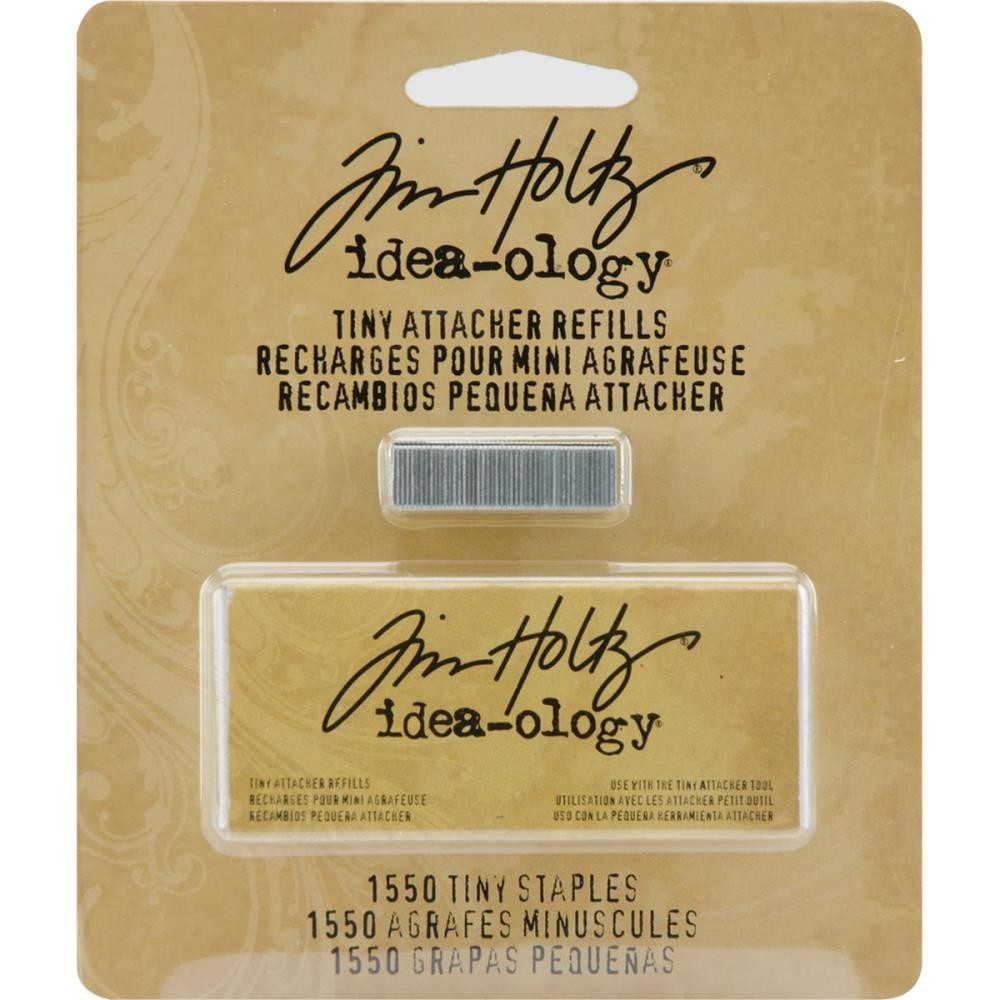 Tim Holtz®
idea-ology®
TINY ATTACHER REFILLS
RECHARGES POUR MINI AGRAFEUSE
RECAMBIOS PEQUEÑA ATTACHER
Tim Holtz®
idea-ology®
TINY ATTACHER REFILLS
RECHARGES POUR MINI AGRAFEUSE
RECAMBIOS PEQUEÑA ATTACHER
USE WITH THE TINY ATTACHER TOOL
UTILISATION AVEC LES ATTACHER PETIT OUTIL
USO CON LA PEQUEÑA HERRAMIENTA ATTACHER
1550 TINY STAPLES
1550 AGRAFES MINUSCULES
1550 GRAPAS PEQUEÑAS